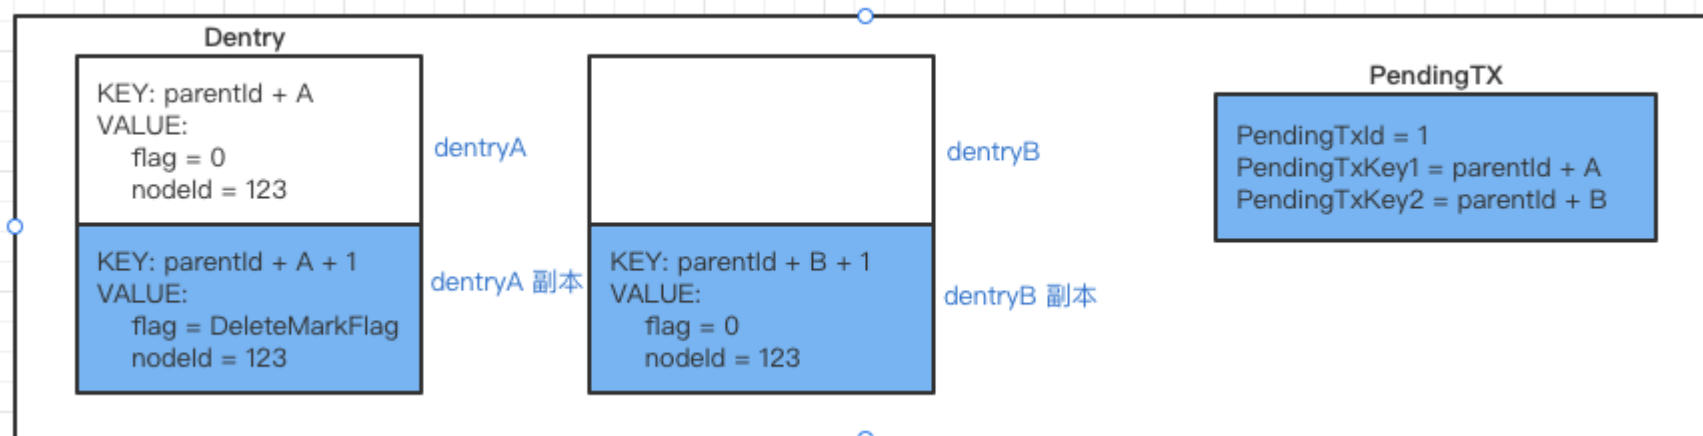 Dentry
KEY: parentId + A
VALUE:
flag = 0
nodeId = 123
dentryA
KEY: parentId + A + 1
VALUE:
flag = DeleteMarkFlag
nodeId = 123
dentryA 副本
dentryB
KEY: parentId + B + 1
VALUE:
flag = 0
nodeId = 123
dentryB 副本
PendingTX
PendingTxId = 1
PendingTxKey1 = parentId + A
PendingTxKey2 = parentId + B